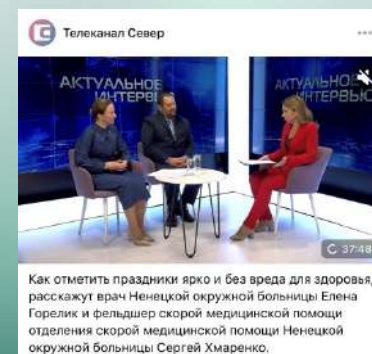 Телеканал Север
АКТУАЛЬНОЕ
ИНТЕРВЬЮ
АКТУАЛЬНОЕ
ИНТЕРВЬЮ
37:48
Как отметить праздники ярко и без вреда для здоровья,
расскажут врач Ненецкой окружной больницы Елена
Горелик и фельдшер скорой медицинской помощи
отделения скорой медицинской помощи Ненецкой
окружной больницы Сергей Хмаренко.